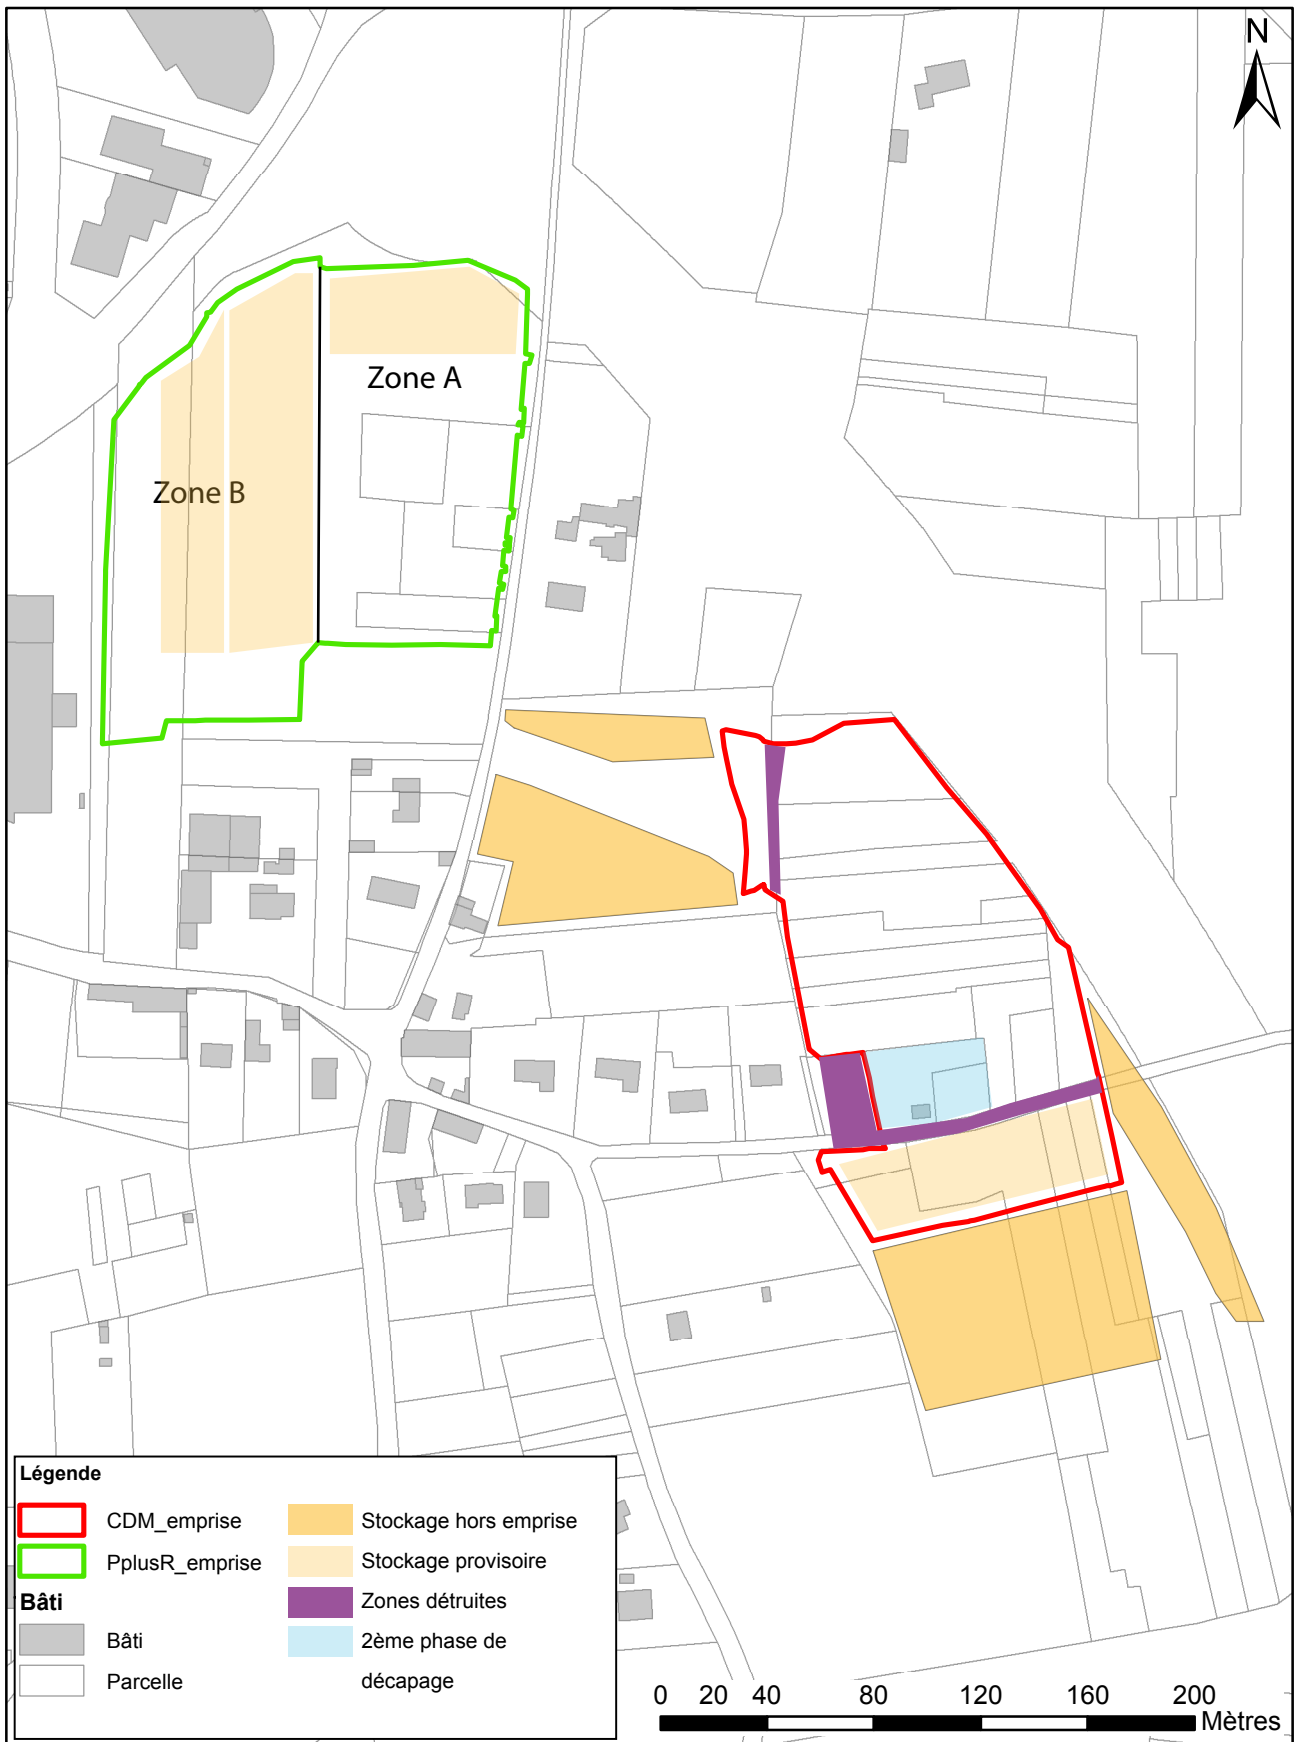 N
Zone A
Zone B
Légende
CDM_emprise
PplusR_emprise
Bâti
Bâti
Parcelle
Stockage hors emprise
Stockage provisoire
Zones détruites
2ème phase de
décapage
0 20 40 80 120 160 200
Mètres